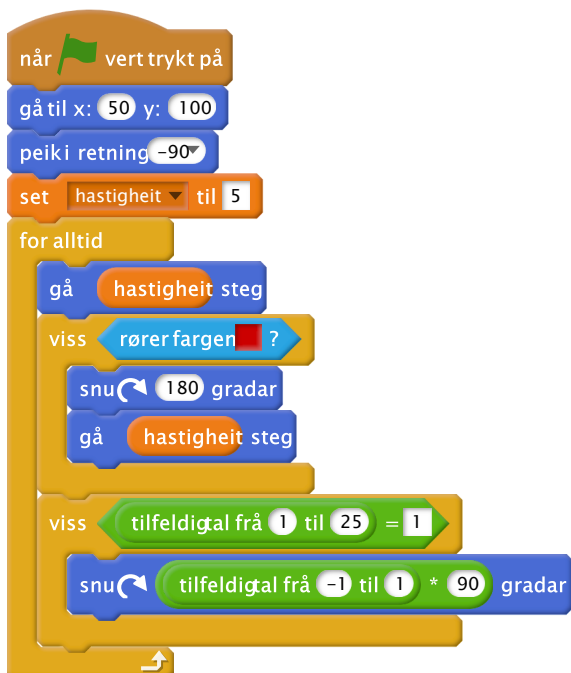 når vert trykt på
gå til x: 50 y: 100
peik i retning -90
set hastigheit til 5
for alltid
gå hastigheit steg
viss rører fargen ?
snu 180 gradar
gå hastigheit steg
viss tilfeldig tal frå 1 til 25 = 1
snu tilfeldig tal frå -1 til 1 * 90 gradar